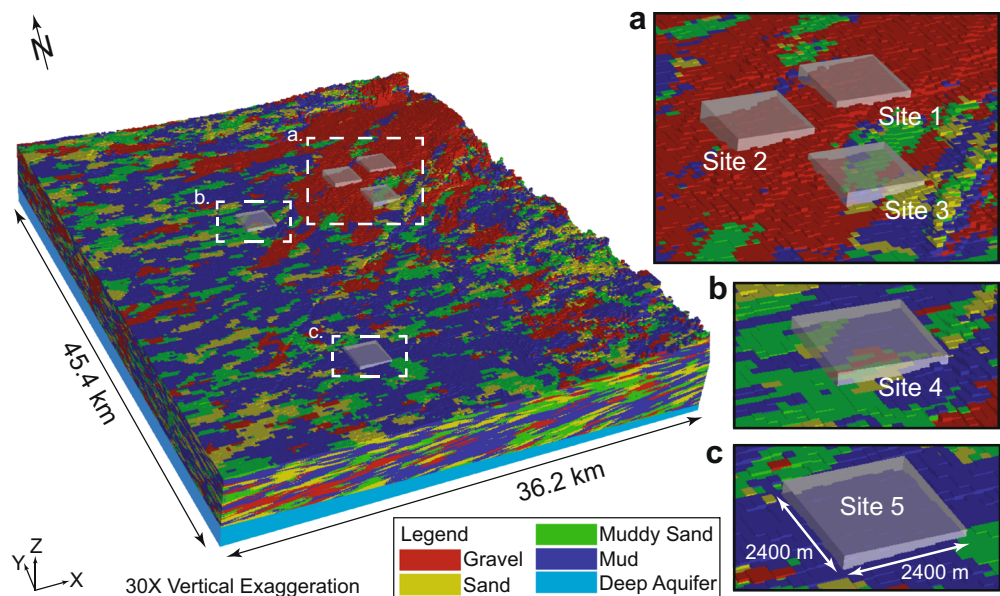 N
a.
b.
c.
45.4 km
36.2 km
Z
Y
X
30X Vertical Exaggeration
Legend
Gravel
Sand
Muddy Sand
Mud
Deep Aquifer
a
Site 1
Site 2
Site 3
b
Site 4
c
Site 5
2400 m
2400 m